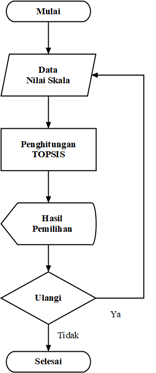 Mulai
Data
Nilai Skala
Penghitungan
TOPSIS
Hasil
Pemilihan
Ulangi
Ya
Tidak
Selesai